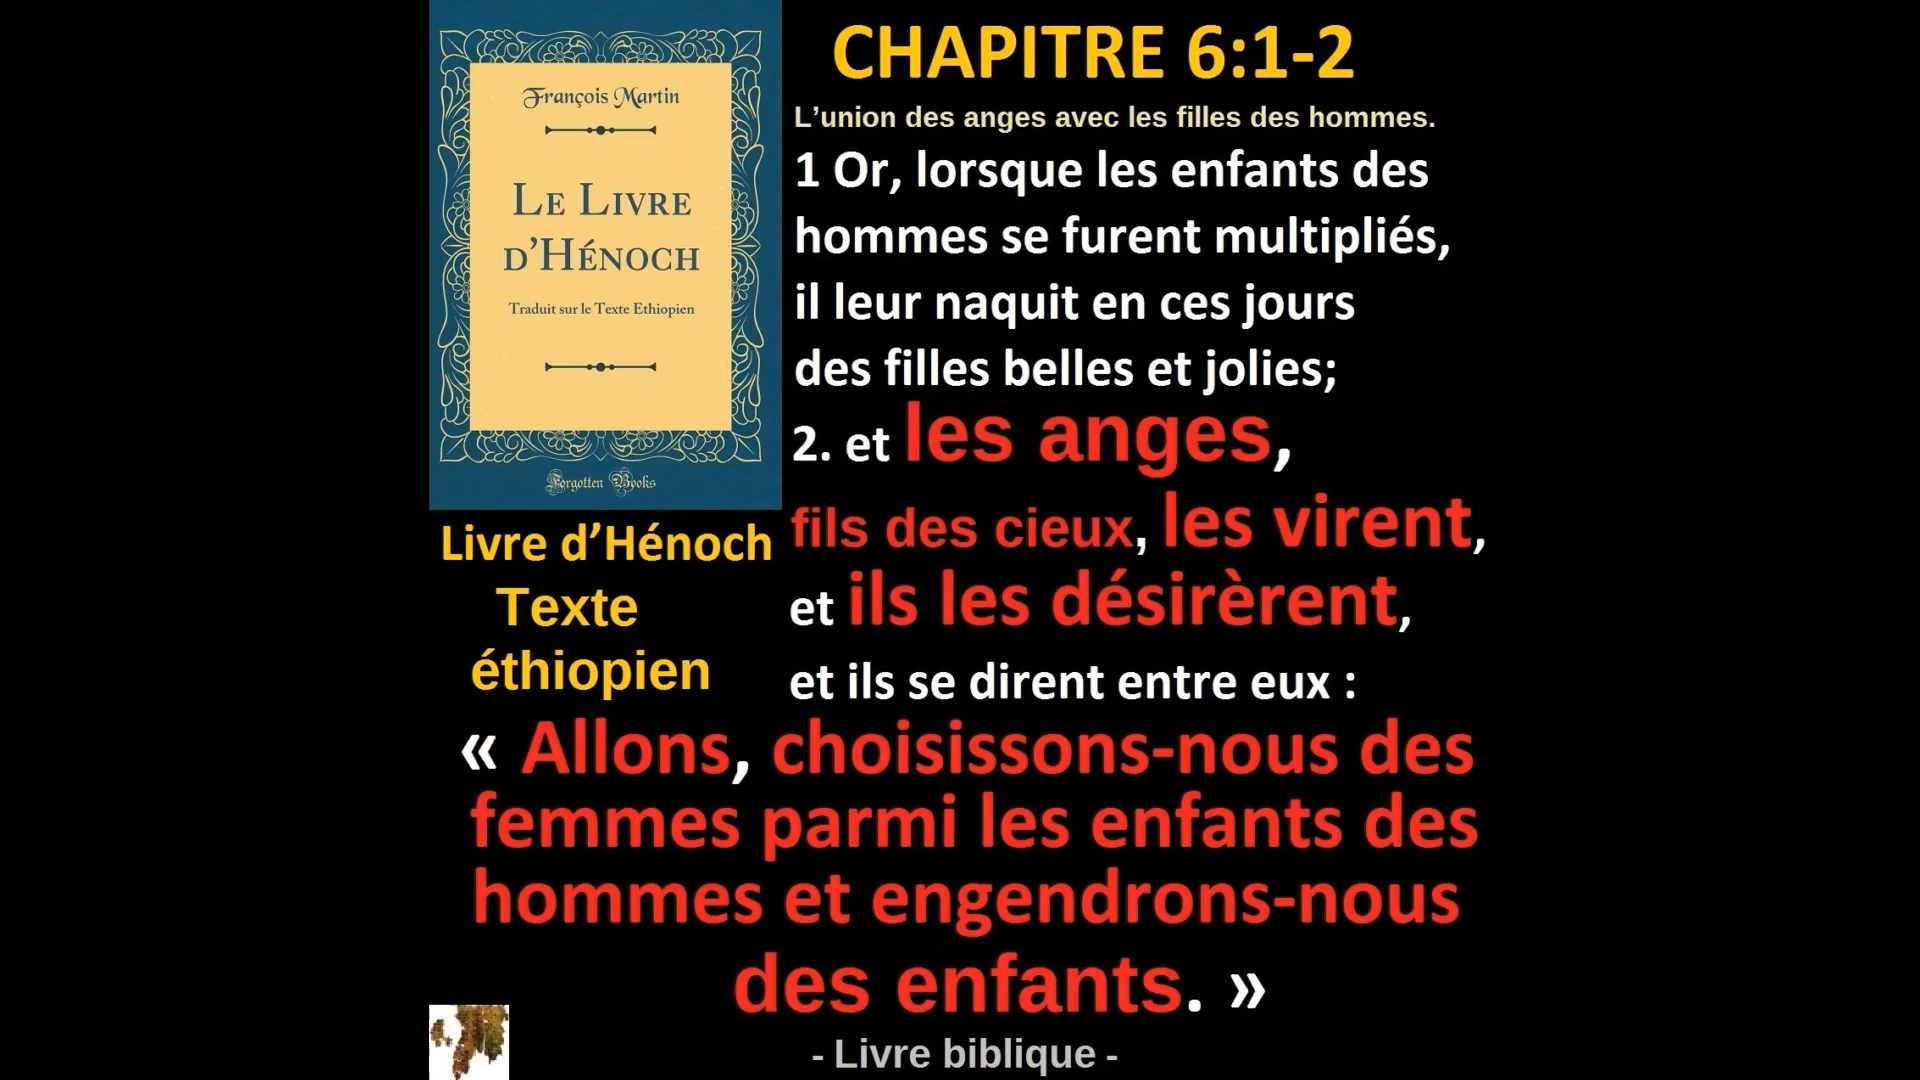 François Martin
LE LIVRE
D'HÉNOCH
Traduit sur le Texte Ethiopien
Forgotten Books
Livre d'Hénoch
Texte
éthiopien
CHAPITRE 6:1-2
L'union des anges avec les filles des hommes.
1 Or, lorsque les enfants des
hommes se furent multipliés,
il leur naquit en ces jours
des filles belles et jolies;
2. et les anges,
fils des cieux, les virent,
et ils les désirèrent,
et ils se dirent entre eux :
« Allons, choisissons-nous des
femmes parmi les enfants des
hommes et engendrons-nous
des enfants. »
- Livre biblique -